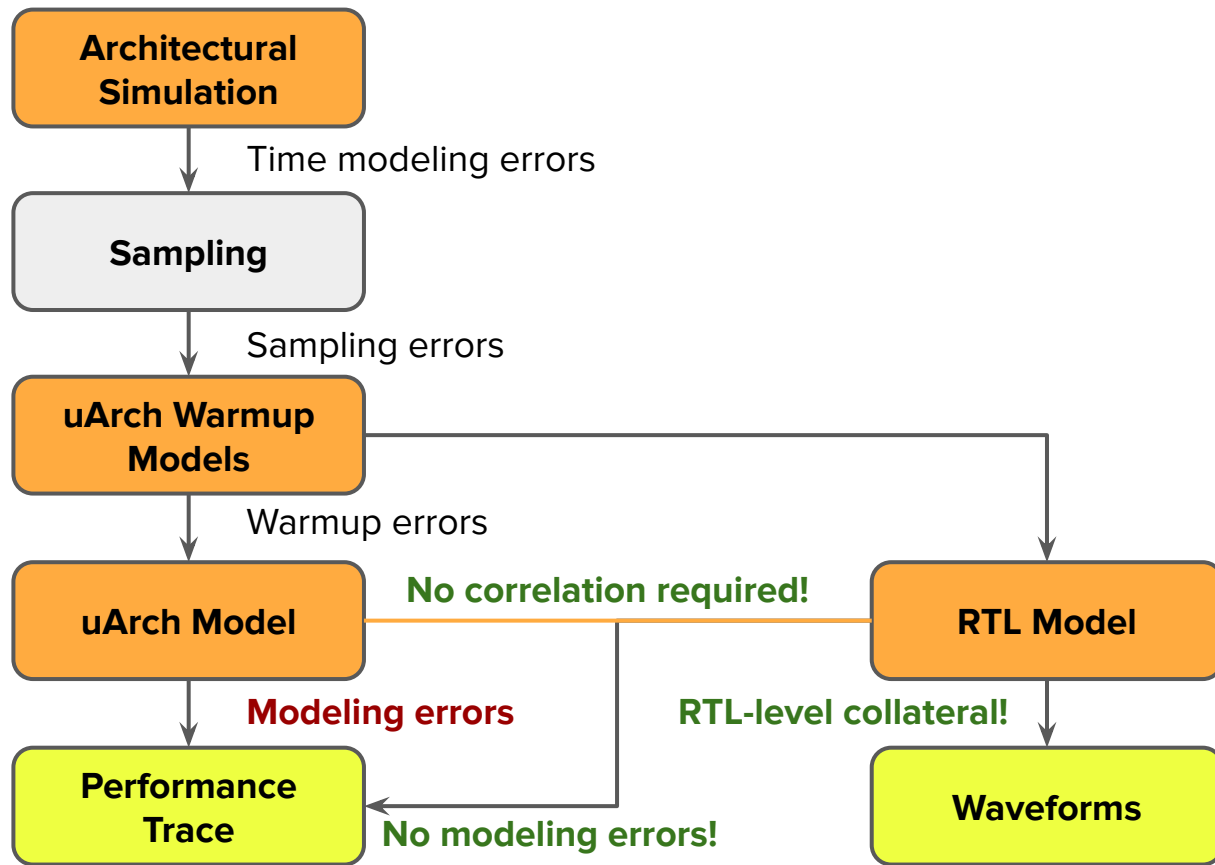 Architectural
Simulation
Time modeling errors
Sampling
Sampling errors
uArch Warmup
Models
Warmup errors
No correlation required!
uArch Model
RTL Model
Modeling errors
RTL-level collateral!
Performance
Trace
Waveforms
No modeling errors!